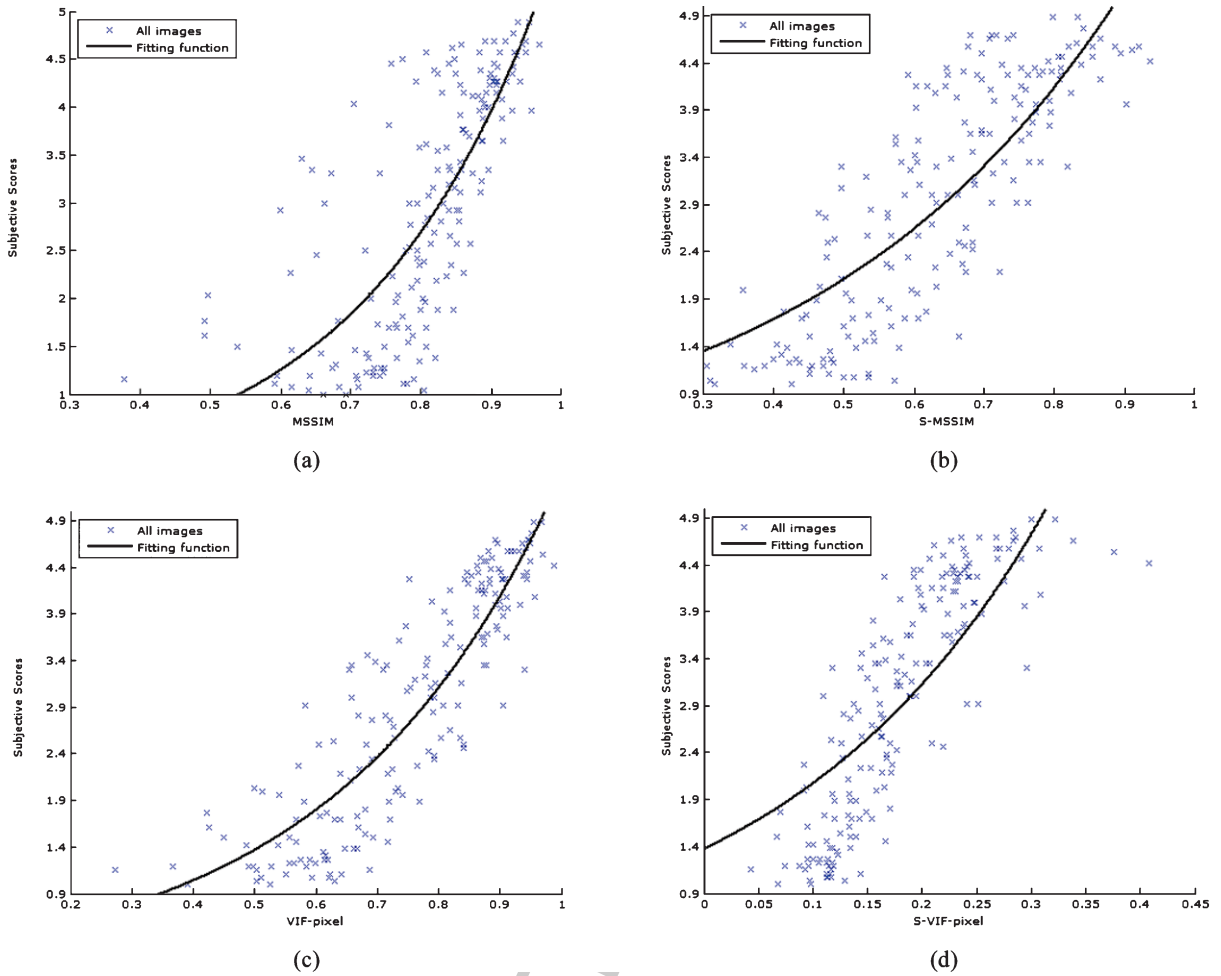 All images
Fitting function
5
4.5
4
3.5
3
2.5
2
1.5
1
Subjective Scores
0.3 0.4 0.5 0.6 0.7 0.8 0.9 1
MSSIM
(a)
All images
Fitting function
4.9
4.4
3.9
3.4
2.9
2.4
1.9
1.4
0.9
Subjective Scores
0.3 0.4 0.5 0.6 0.7 0.8 0.9 1
S-MSSIM
(b)
All images
Fitting function
4.9
4.4
3.9
3.4
2.9
2.4
1.9
1.4
0.9
Subjective Scores
0.2 0.3 0.4 0.5 0.6 0.7 0.8 0.9 1
VIF-pixel
(c)
All images
Fitting function
4.9
4.4
3.9
3.4
2.9
2.4
1.9
1.4
0.9
Subjective Scores
0 0.05 0.1 0.15 0.2 0.25 0.3 0.35 0.4 0.45
S-VIF-pixel
(d)